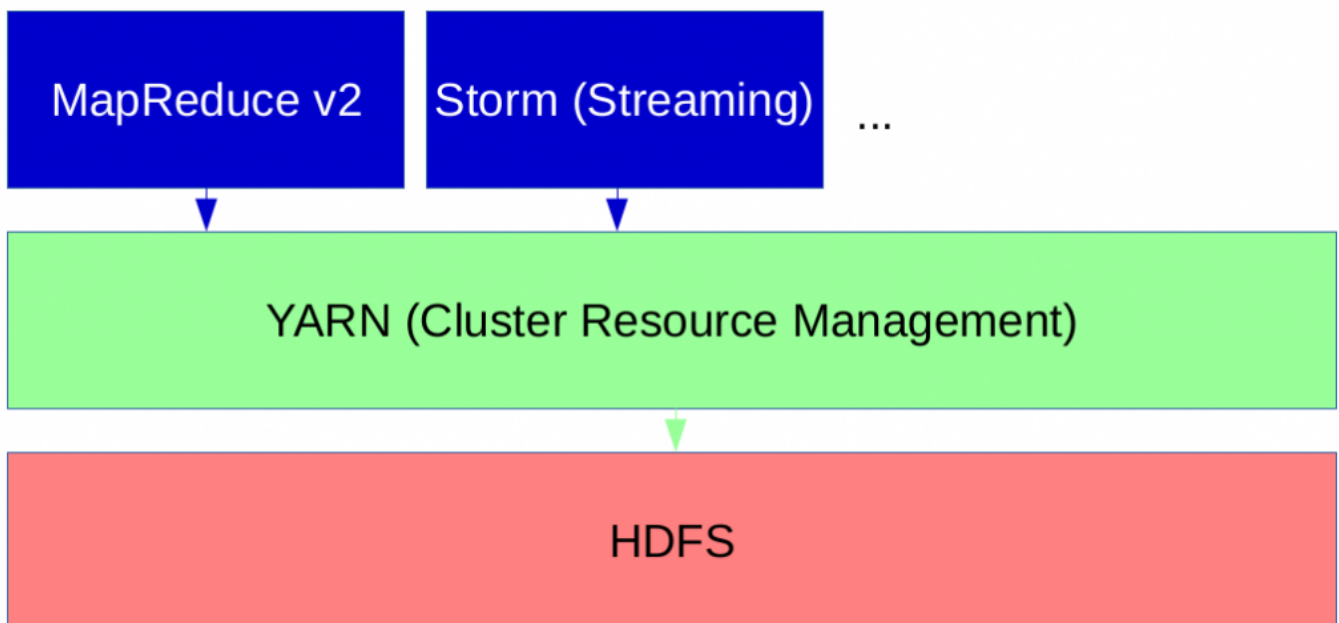 MapReduce v2
Storm (Streaming)
...
YARN (Cluster Resource Management)
HDFS